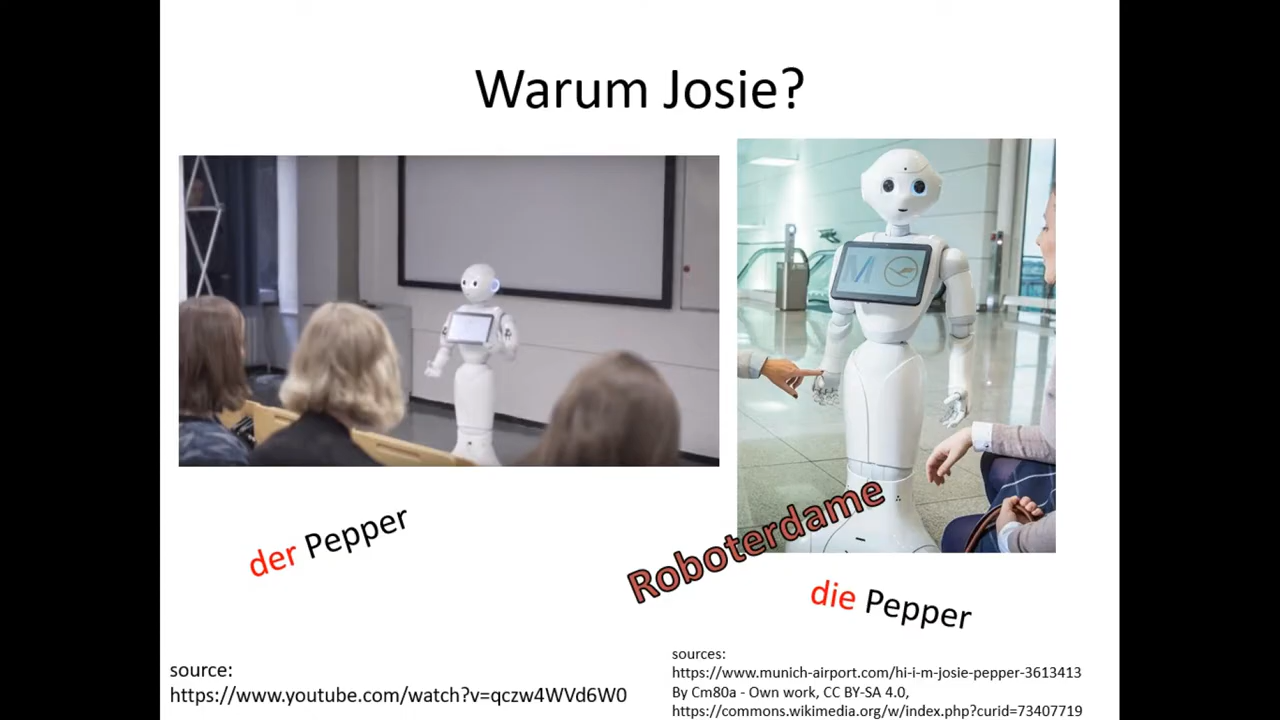 Warum Josie?
M
der Pepper
Roboterdame
die Pepper
source:
https://www.youtube.com/watch?v=qczw4WVd6W0
sources:
https://www.munich-airport.com/hi-i-m-josie-pepper-3613413
By Cm80a - Own work, CC BY-SA 4.0,
https://commons.wikimedia.org/w/index.php?curid=73407719